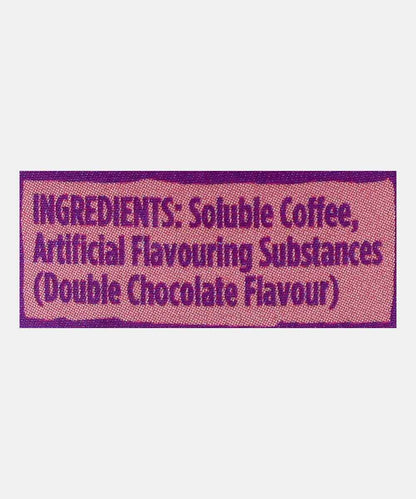 INGREDIENTS: Soluble Coffee,
Artificial Flavouring Substances
(Double Chocolate Flavour)